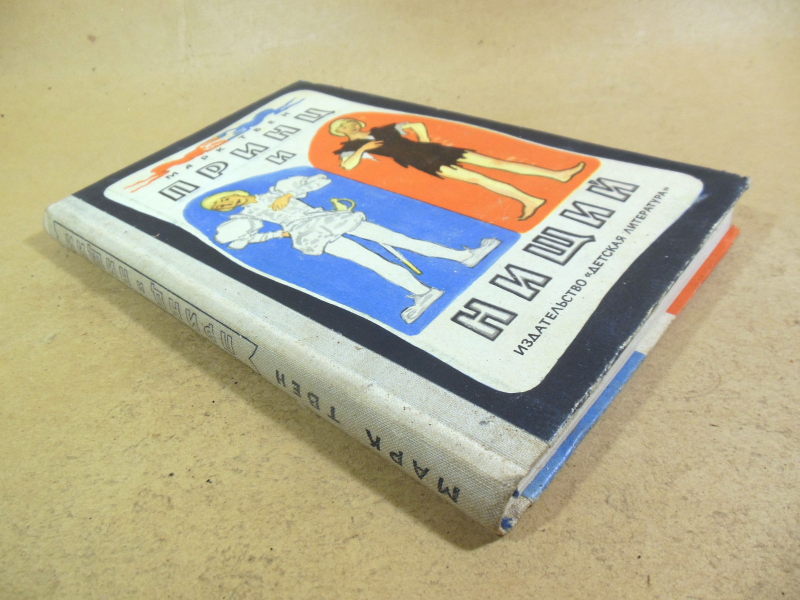 МАРК ТВЕН
ПРИНЦ
И
НИЩИЙ
ИЗДАТЕЛЬСТВО «ДЕТСКАЯ ЛИТЕРАТУРА»
МАРК ТВЕН
ПРИНЦ И НИЩИЙ